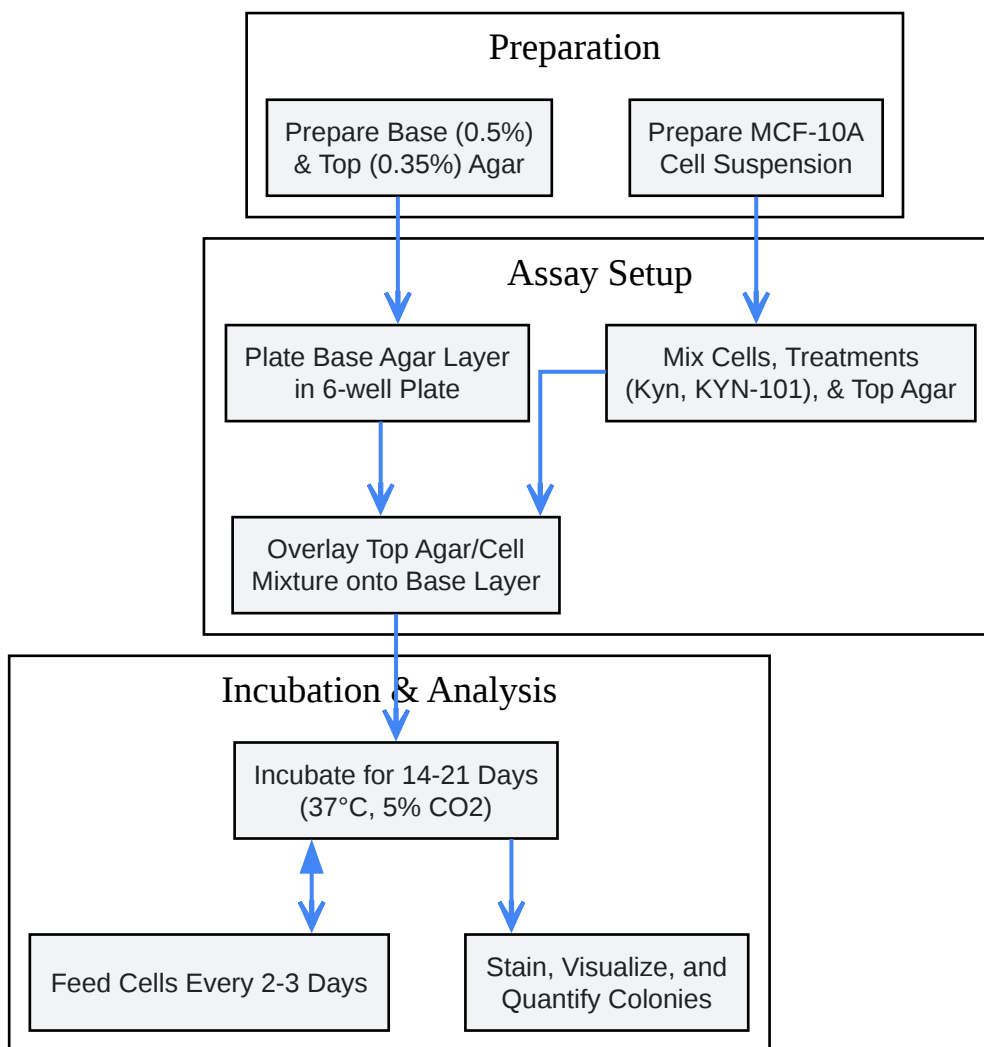 Preparation
Prepare Base (0.5%)
& Top (0.35%) Agar
Prepare MCF-10A
Cell Suspension
Assay Setup
Plate Base Agar Layer
in 6-well Plate
Mix Cells, Treatments
(Kyn, KYN-101), & Top Agar
Overlay Top Agar/Cell
Mixture onto Base Layer
Incubation & Analysis
Incubate for 14-21 Days
(37°C, 5% CO2)
Feed Cells Every 2-3 Days
Stain, Visualize, and
Quantify Colonies